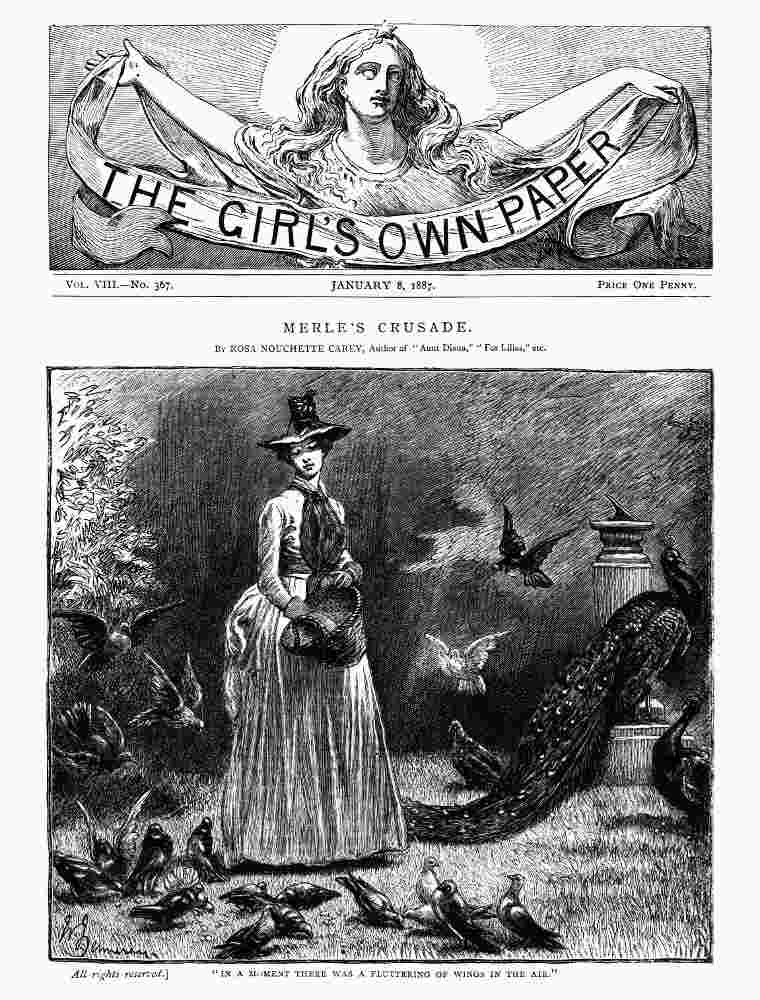 THE GIRL'S OWN PAPER
VOL. VIII.—No. 367. JANUARY 8, 1887. PRICE ONE PENNY.
MERLE'S CRUSADE.
By ROSA NOUCHETTE CAREY, Author of "Aunt Diana," "For Lilias," etc.
All rights reserved.] "IN A MOMENT THERE WAS A FLUTTERING OF WINGS IN THE AIR."